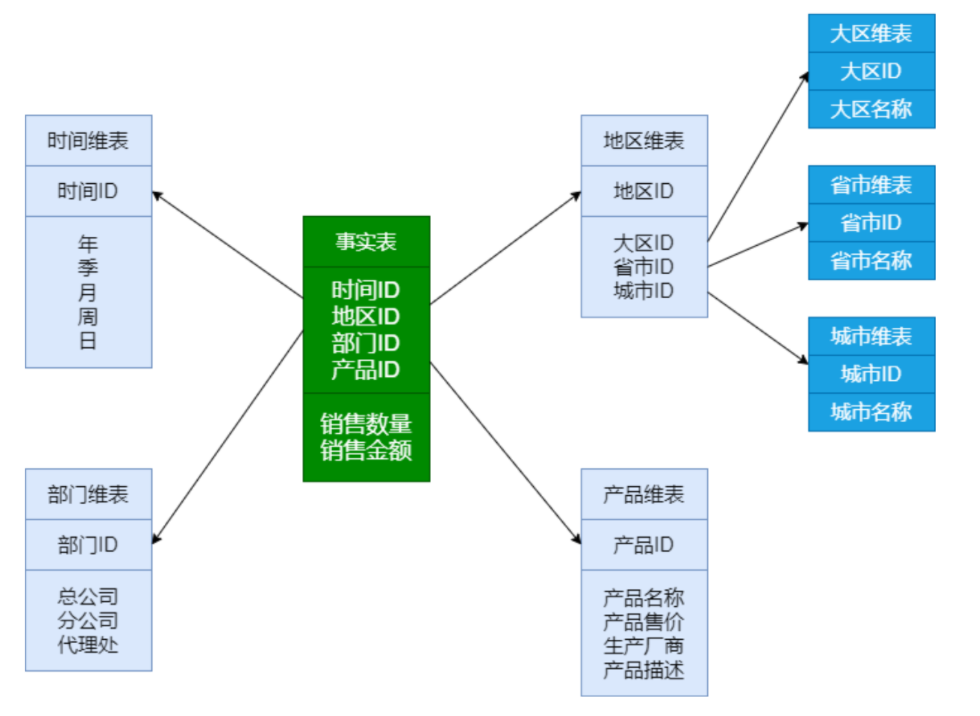 时间维表
时间ID
年
季
月
周
日
部门维表
部门ID
总公司
分公司
代理处
事实表
时间ID
地区ID
部门ID
产品ID
销售数量
销售金额
地区维表
地区ID
大区ID
省市ID
城市ID
产品维表
产品ID
产品名称
产品售价
生产厂商
产品描述
大区维表
大区ID
大区名称
省市维表
省市ID
省市名称
城市维表
城市ID
城市名称